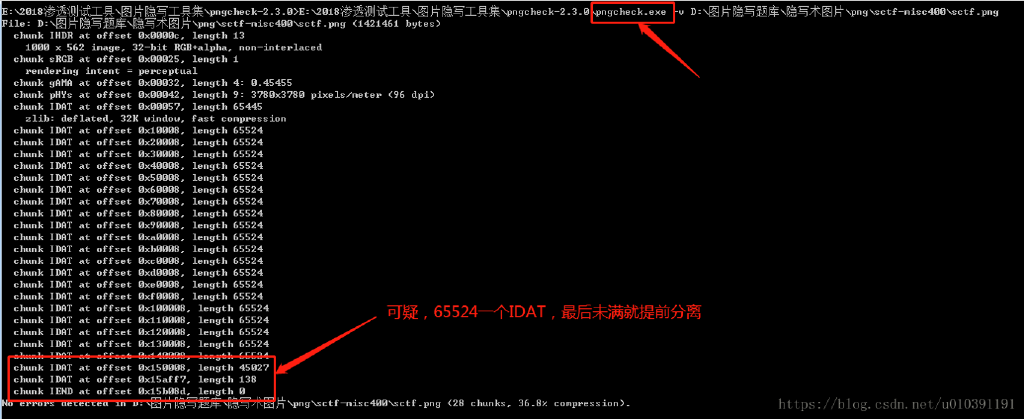 E:\2018渗透测试工具\图片隐写工具集\pngcheck-2.3.0>E:\2018渗透测试工具\图片隐写工具集\pngcheck-2.3.0\pngcheck.exe -v D:\图片隐写题库\隐写术图片\png\sctf-misc400\sctf.png
File: D:\图片隐写题库\隐写术图片\png\sctf-misc400\sctf.png (1421461 bytes)
chunk IHDR at offset 0x0000c, length 13
1000 x 562 image, 32-bit RGB+alpha, non-interlaced
chunk sRGB at offset 0x00025, length 1
rendering intent = perceptual
chunk gAMA at offset 0x00032, length 4: 0.45455
chunk pHYs at offset 0x00042, length 9: 3780x3780 pixels/meter (96 dpi)
chunk IDAT at offset 0x00057, length 65445
zlib: deflated, 32K window, fast compression
chunk IDAT at offset 0x10008, length 65524
chunk IDAT at offset 0x20008, length 65524
chunk IDAT at offset 0x30008, length 65524
chunk IDAT at offset 0x40008, length 65524
chunk IDAT at offset 0x50008, length 65524
chunk IDAT at offset 0x60008, length 65524
chunk IDAT at offset 0x70008, length 65524
chunk IDAT at offset 0x80008, length 65524
chunk IDAT at offset 0x90008, length 65524
chunk IDAT at offset 0xa0008, length 65524
chunk IDAT at offset 0xb0008, length 65524
chunk IDAT at offset 0xc0008, length 65524
chunk IDAT at offset 0xd0008, length 65524
chunk IDAT at offset 0xe0008, length 65524
chunk IDAT at offset 0xf0008, length 65524
chunk IDAT at offset 0x100008, length 65524
chunk IDAT at offset 0x110008, length 65524
chunk IDAT at offset 0x120008, length 65524
chunk IDAT at offset 0x130008, length 65524
chunk IDAT at offset 0x140008, length 65524
chunk IDAT at offset 0x150008, length 45027
chunk IDAT at offset 0x15aff7, length 138
chunk IEND at offset 0x15b08d, length 0
No errors detected in D:\图片隐写题库\隐写术图片\png\sctf-misc400\sctf.png (28 chunks, 36.8% compression).
可疑，65524一个IDAT，最后未满就提前分离
https://blog.csdn.net/u010391191